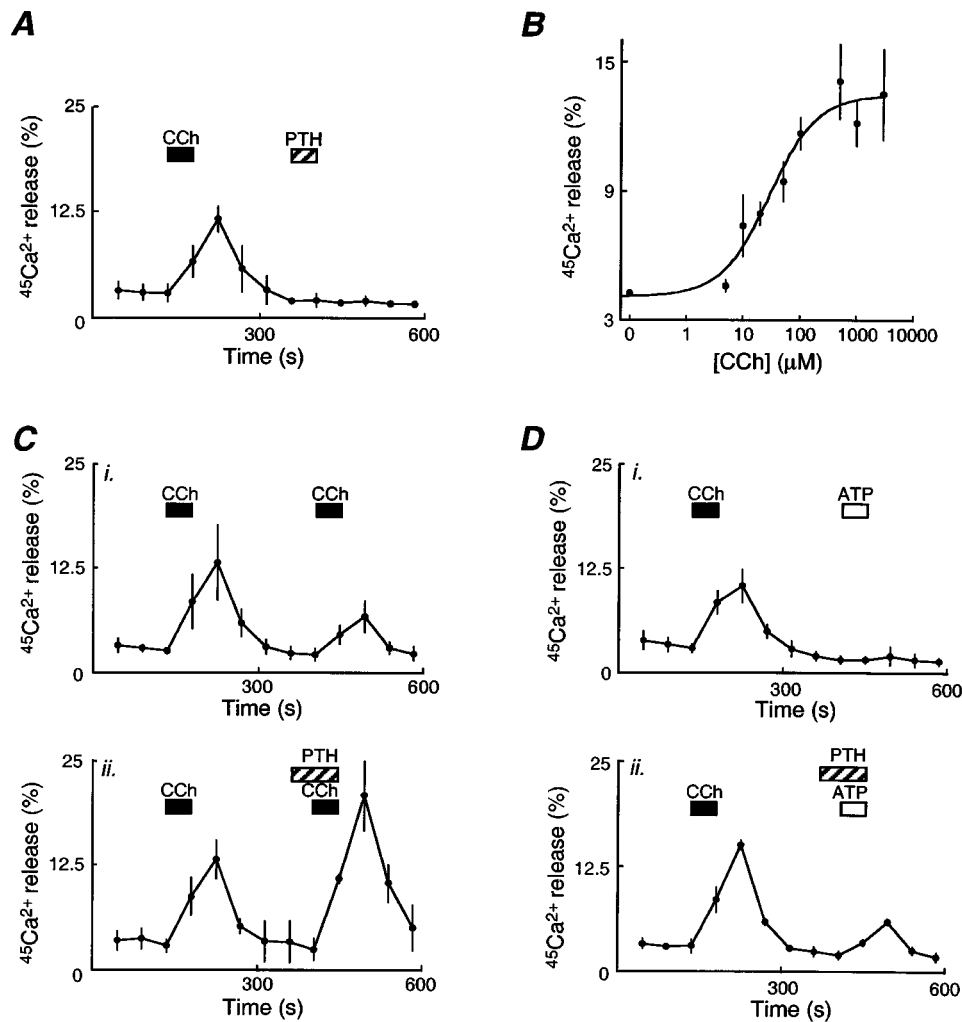 A
25
12.5
0
300
600
CCh
PTH
45Ca2+ release (%)
Time (s)
B
15
9
3
0
1
10
100
1000
10000
45Ca2+ release (%)
[CCh] (μM)
C
i.
25
12.5
0
300
600
CCh
CCh
45Ca2+ release (%)
Time (s)
ii.
25
12.5
0
300
600
CCh
PTH
CCh
45Ca2+ release (%)
Time (s)
D
i.
25
12.5
0
300
600
CCh
ATP
45Ca2+ release (%)
Time (s)
ii.
25
12.5
0
300
600
CCh
PTH
ATP
45Ca2+ release (%)
Time (s)